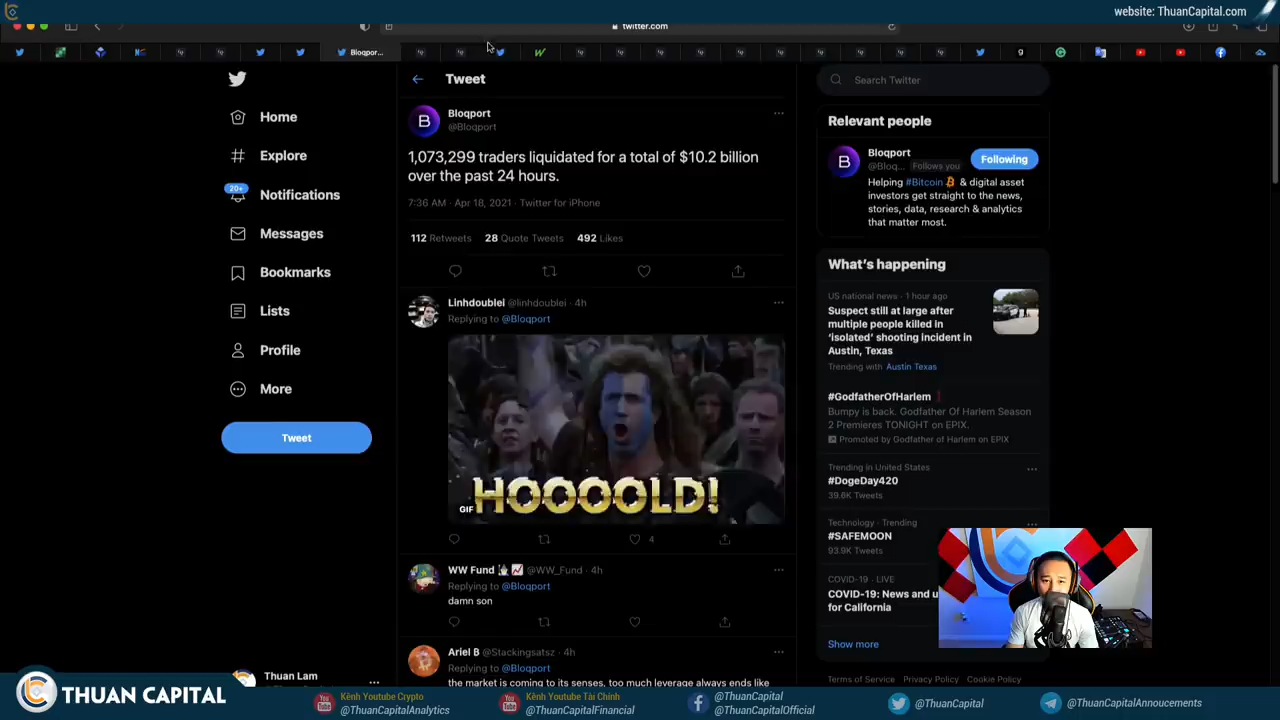 website: ThuanCapital.com
twitter.com
Bloqpor...
Home
Explore
20+
Notifications
Messages
Bookmarks
Lists
Profile
More
Tweet
Thuan Lam
Tweet
Bloqport
@Bloqport
1,073,299 traders liquidated for a total of $10.2 billion
over the past 24 hours.
7:36 AM · Apr 18, 2021 · Twitter for iPhone
112 Retweets 28 Quote Tweets 492 Likes
Linhdoublei @linhdoublei · 4h
Replying to @Bloqport
HOOOOLD!
GIF
4
WW Fund @WW_Fund · 4h
Replying to @Bloqport
damn son
Ariel B @Stackingsatsz · 4h
Replying to @Bloqport
the market is coming to its senses, too much leverage always ends like
Search Twitter
Relevant people
Bloqport
@Bloq... Follows you
Following
Helping #Bitcoin & digital asset
investors get straight to the news,
stories, data, research & analytics
that matter most.
What's happening
US national news · 1 hour ago
Suspect still at large after
multiple people killed in
'isolated' shooting incident in
Austin, Texas
Trending with Austin Texas
#GodfatherOfHarlem
Bumpy is back. Godfather Of Harlem Season
2 Premieres TONIGHT on EPIX.
Promoted by Godfather of Harlem on EPIX
Trending in United States
#DogeDay420
39.6K Tweets
Technology · Trending
#SAFEMOON
93.9K Tweets
COVID-19 · LIVE
COVID-19: News and u
for California
Show more
Terms of Service Privacy Policy Cookie Policy
THUAN CAPITAL
Kênh Youtube Crypto
@ThuanCapitalAnalytics
Kênh Youtube Tài Chính
@ThuanCapitalFinancial
@ThuanCapital
@ThuanCapitalOfficial
@ThuanCapital
@ThuanCapitalAnnoucements